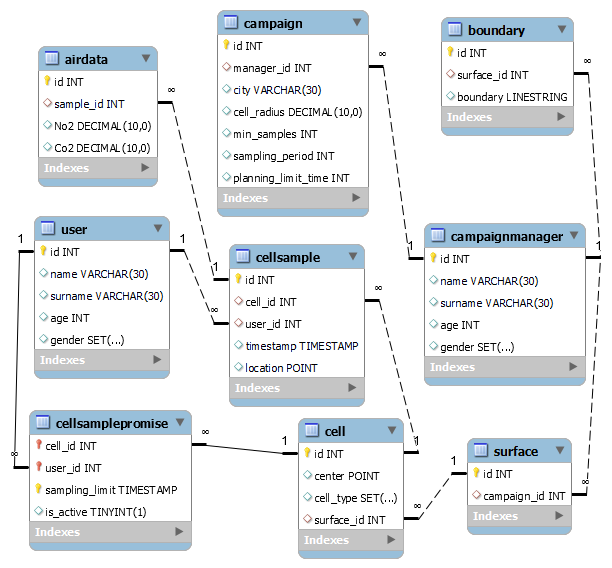 airdata
id INT
sample_id INT
No2 DECIMAL(10,0)
Co2 DECIMAL(10,0)
Indexes
campaign
id INT
manager_id INT
city VARCHAR(30)
cell_radius DECIMAL(10,0)
min_samples INT
sampling_period INT
planning_limit_time INT
Indexes
boundary
id INT
surface_id INT
boundary LINESTRING
Indexes
user
id INT
name VARCHAR(30)
surname VARCHAR(30)
age INT
gender SET(...)
Indexes
cellsample
id INT
cell_id INT
user_id INT
timestamp TIMESTAMP
location POINT
Indexes
campaignmanager
id INT
name VARCHAR(30)
surname VARCHAR(30)
age INT
gender SET(...)
Indexes
cellsamplepromise
cell_id INT
user_id INT
sampling_limit TIMESTAMP
is_active TINYINT(1)
Indexes
cell
id INT
center POINT
cell_type SET(...)
surface_id INT
Indexes
surface
id INT
campaign_id INT
Indexes
∞
1
∞
1
∞
1
1
∞
1
∞
∞
1
∞
1
∞
1
1
∞